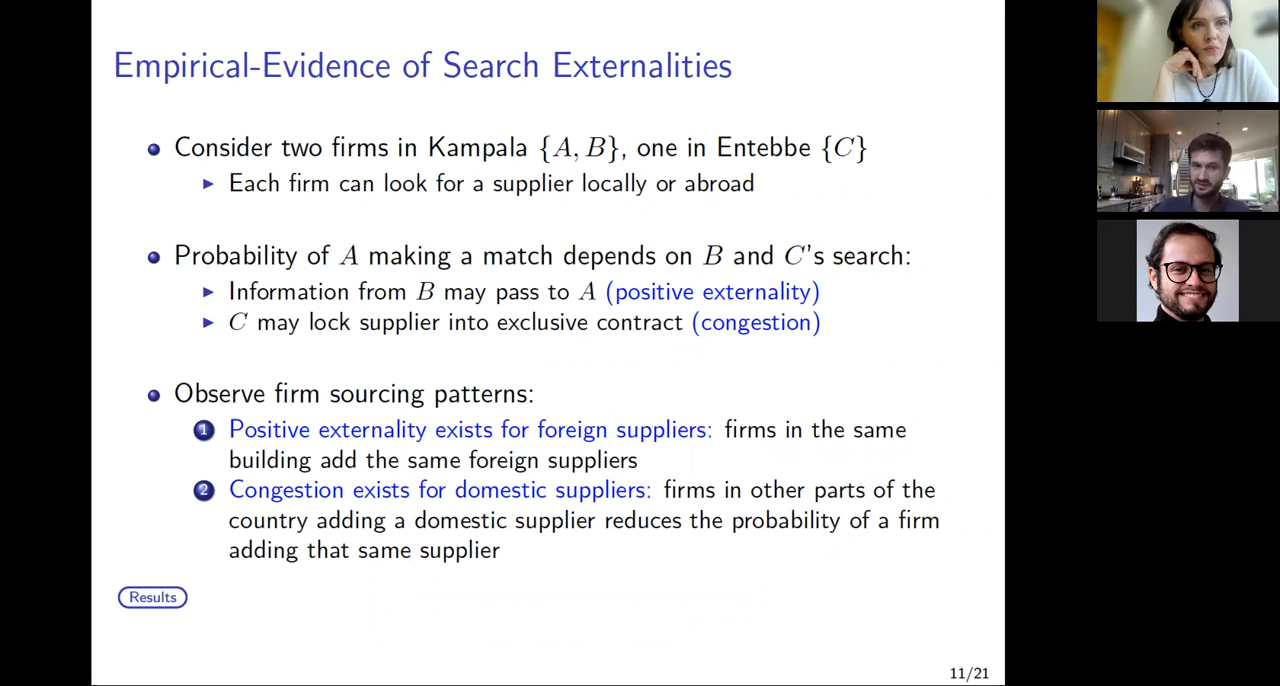 Empirical-Evidence of Search Externalities
Consider two firms in Kampala {A, B}, one in Entebbe {C}
Each firm can look for a supplier locally or abroad
Probability of A making a match depends on B and C's search:
Information from B may pass to A (positive externality)
C may lock supplier into exclusive contract (congestion)
Observe firm sourcing patterns:
1 Positive externality exists for foreign suppliers: firms in the same
building add the same foreign suppliers
2 Congestion exists for domestic suppliers: firms in other parts of the
country adding a domestic supplier reduces the probability of a firm
adding that same supplier
Results
11/21